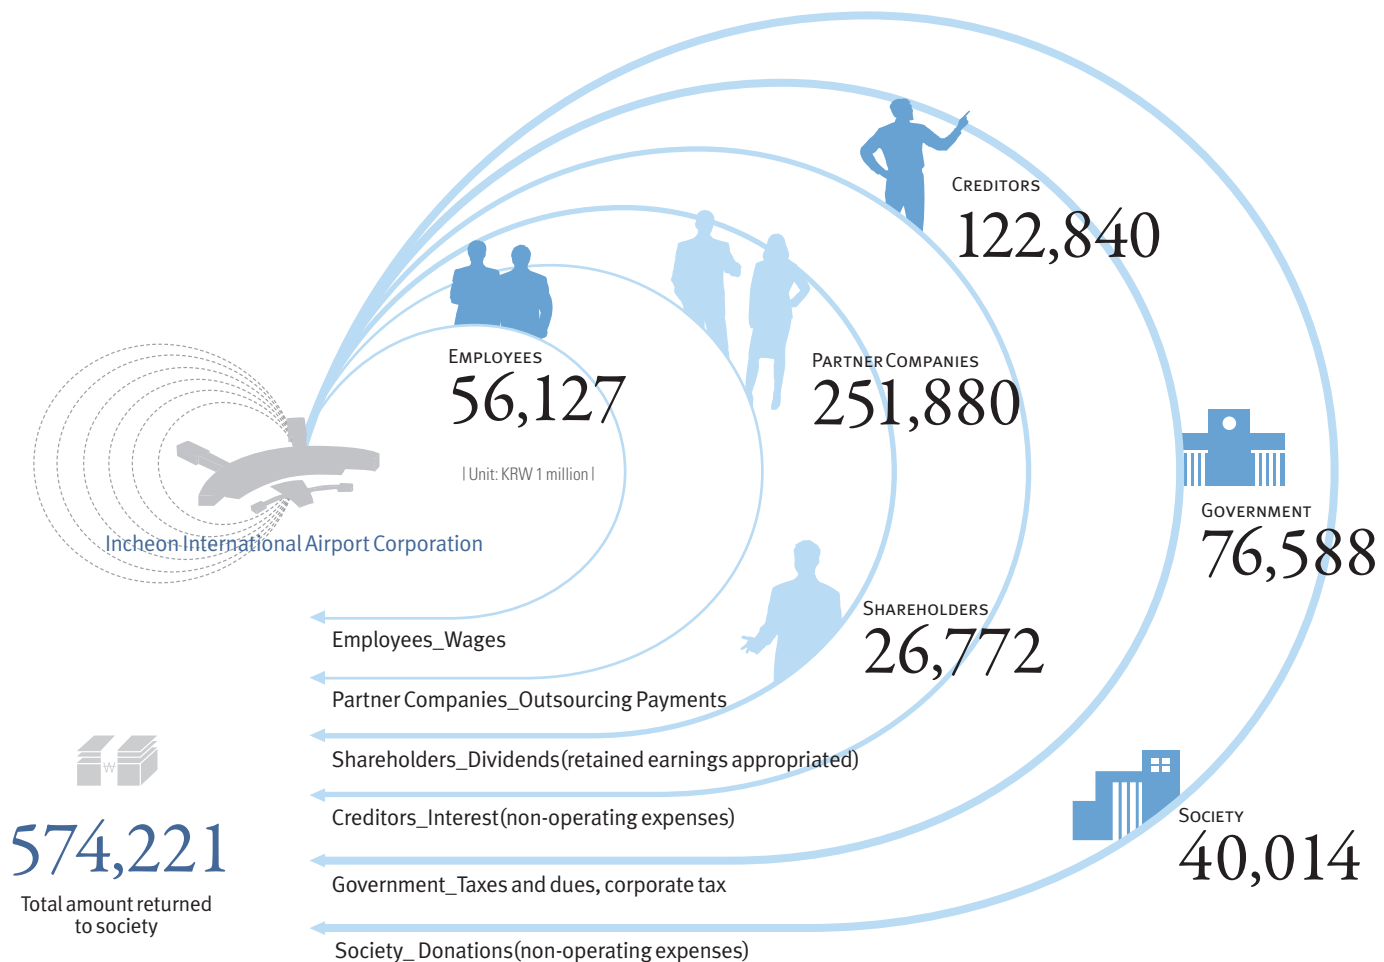 CREDITORS
122,840
EMPLOYEES
56,127
PARTNER COMPANIES
251,880
| Unit: KRW 1 million |
GOVERNMENT
76,588
Incheon International Airport Corporation
SHAREHOLDERS
26,772
Employees_Wages
Partner Companies_Outsourcing Payments
Shareholders_Dividends(retained earnings appropriated)
Creditors_Interest(non-operating expenses)
Government_Taxes and dues, corporate tax
Society_ Donations(non-operating expenses)
SOCIETY
40,014
₩
574,221
Total amount returned
to society